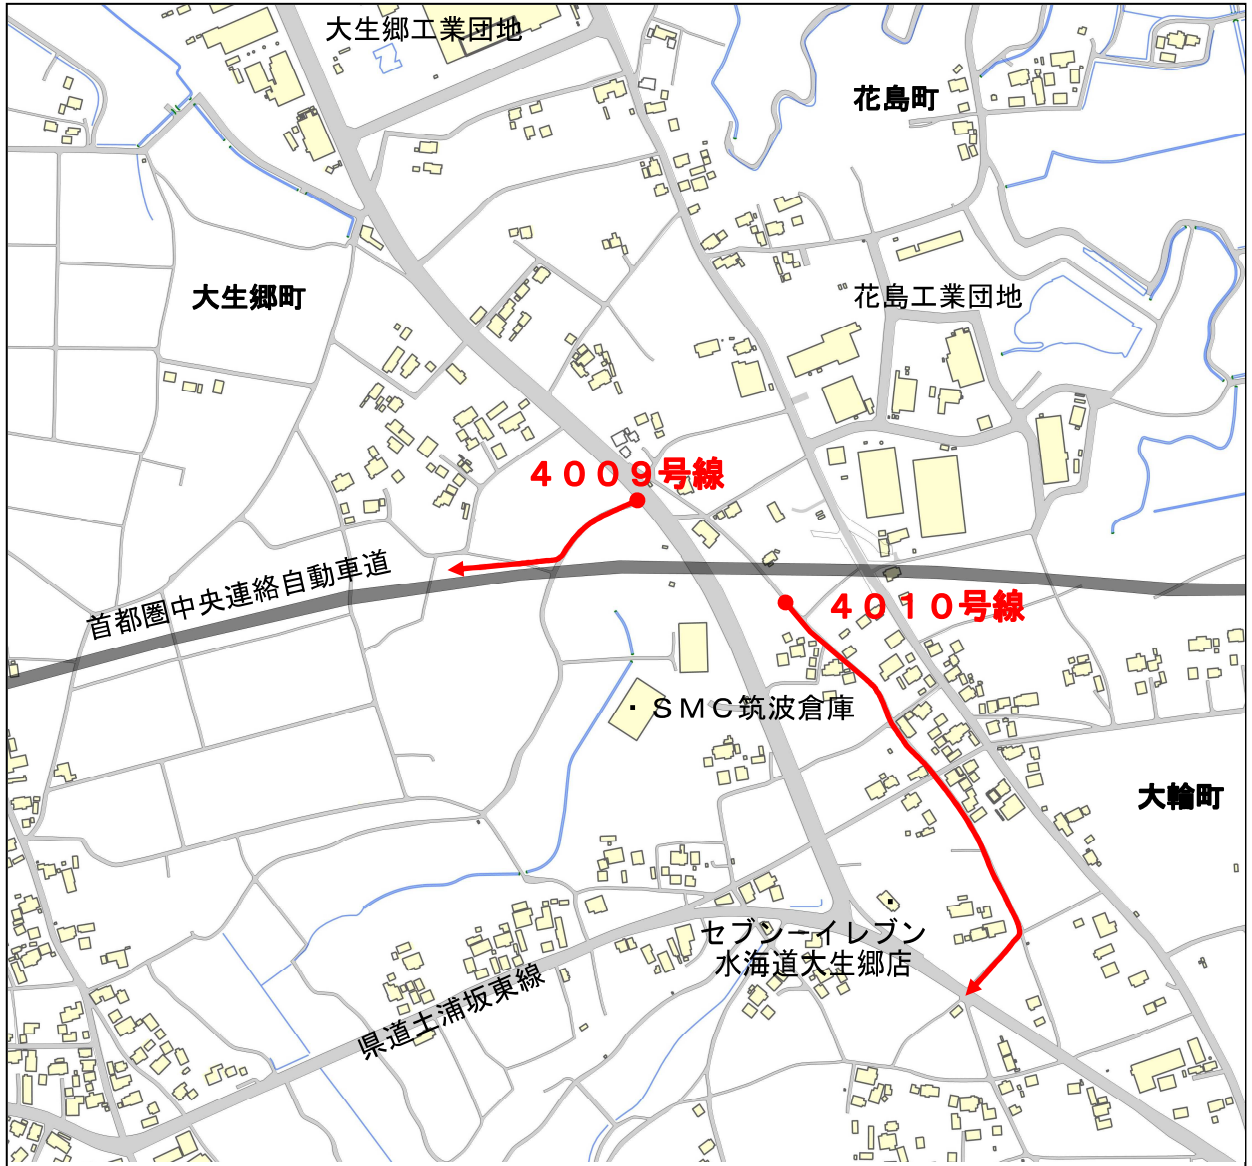 大生郷工業団地
花島町
大生郷町
花島工業団地
４００９号線
首都圏中央連絡自動車道
４０１０号線
ＳＭＣ筑波倉庫
大輪町
セブン－イレブン
水海道大生郷店
県道土浦坂東線